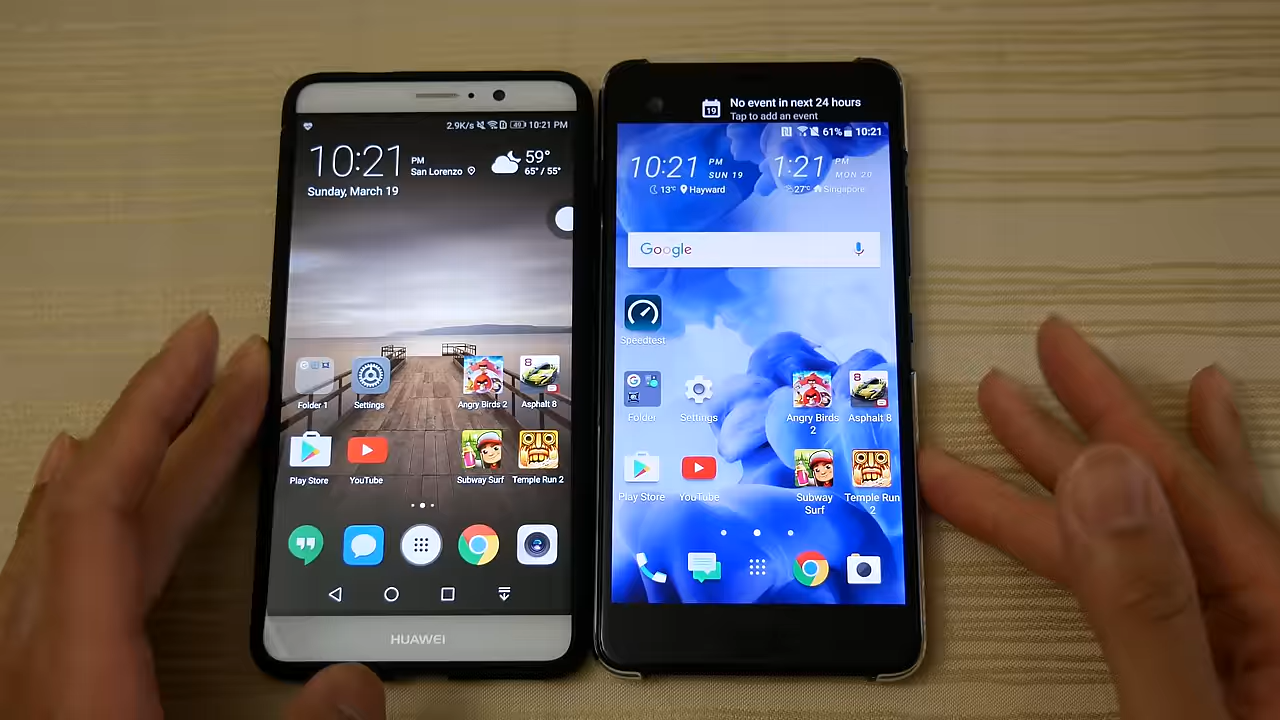 2.9K/s 49 10:21 PM
10:21 PM
San Lorenzo
59°
65° / 55°
Sunday, March 19
Folder 1
Settings
Angry Birds 2
Asphalt 8
Play Store
YouTube
Subway Surf
Temple Run 2
HUAWEI
19
No event in next 24 hours
Tap to add an event
61% 10:21
10:21 PM
SUN 19
13°C Hayward
1:21 PM
MON 20
27°C Singapore
Google
Speedtest
Folder
Settings
Angry Birds
2
Asphalt 8
Play Store
YouTube
Subway
Surf
Temple Run
2